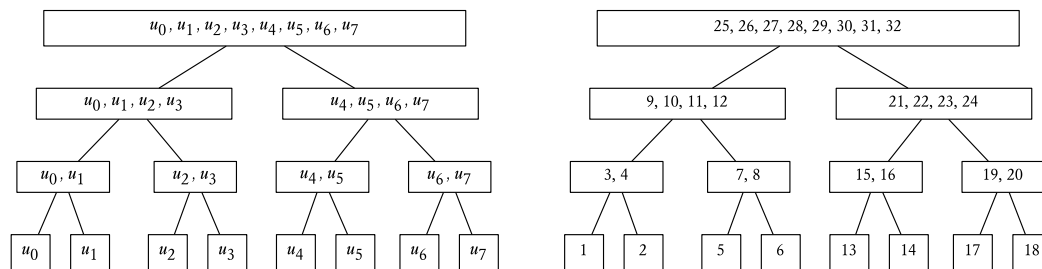 u0, u1, u2, u3, u4, u5, u6, u7
25, 26, 27, 28, 29, 30, 31, 32
u0, u1, u2, u3
u4, u5, u6, u7
9, 10, 11, 12
21, 22, 23, 24
u0, u1
u2, u3
u4, u5
u6, u7
3, 4
7, 8
15, 16
19, 20
u0
u1
u2
u3
u4
u5
u6
u7
1
2
5
6
13
14
17
18